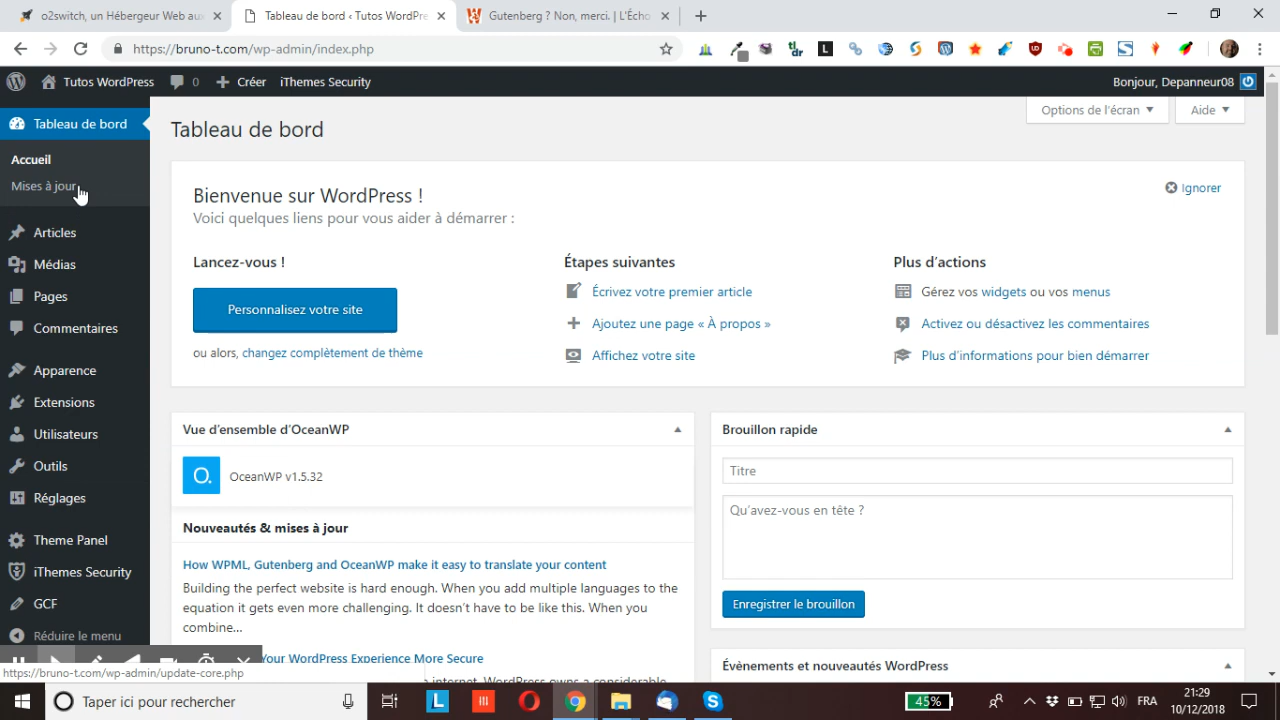 o2switch, un Hébergeur Web aux
Tableau de bord ‹ Tutos WordPre
Gutenberg ? Non, merci. | L'Écho
https://bruno-t.com/wp-admin/index.php
Tutos WordPress
0
Créer
iThemes Security
Bonjour, Depanneur08
Tableau de bord
Accueil
Mises à jour
Articles
Médias
Pages
Commentaires
Apparence
Extensions
Utilisateurs
Outils
Réglages
Theme Panel
iThemes Security
GCF
Réduire le menu
Options de l'écran
Aide
Tableau de bord
Bienvenue sur WordPress !
Voici quelques liens pour vous aider à démarrer :
Ignorer
Lancez-vous !
Personnalisez votre site
ou alors, changez complètement de thème
Étapes suivantes
Écrivez votre premier article
Ajoutez une page « À propos »
Affichez votre site
Plus d'actions
Gérez vos widgets ou vos menus
Activez ou désactivez les commentaires
Plus d'informations pour bien démarrer
Vue d'ensemble d'OceanWP
O.
OceanWP v1.5.32
Nouveautés & mises à jour
How WPML, Gutenberg and OceanWP make it easy to translate your content
Building the perfect website is hard enough. When you add multiple languages to the
equation it gets even more challenging. It doesn't have to be like this. When you
combine…
Your WordPress Experience More Secure
internet, WordPress owns a considerable
Brouillon rapide
Titre
Qu'avez-vous en tête ?
Enregistrer le brouillon
Évènements et nouveautés WordPress
https://bruno-t.com/wp-admin/update-core.php
Taper ici pour rechercher
45%
FRA
21:29
10/12/2018